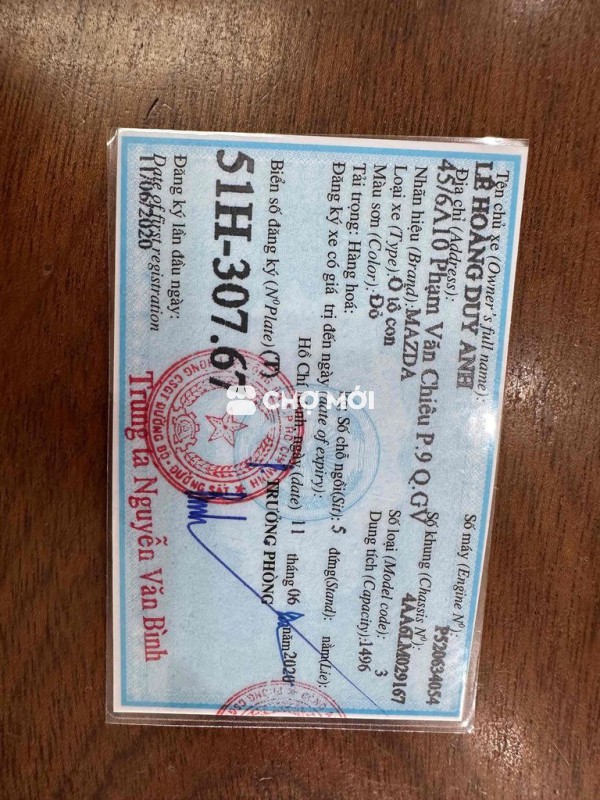 Tên chủ xe (Owner's full name):
LÊ HOÀNG DUY ANH
Địa chỉ (Address):
45/6A10 Phạm Văn Chiêu P.9 Q.GV
Nhãn hiệu (Brand): MAZDA
Loại xe (Type): Ô tô con
Màu sơn (Color): Đỏ
Tải trọng: Hàng hoá:
Số máy (Engine Nº):
P520634054
Số khung (Chassis Nº):
4AA6LM029167
Số loại (Model code): 3
Dung tích (Capacity): 1496
Số chỗ ngồi(Sit): 5 đứng(Stand): nằm(Lie):
Đăng ký xe có giá trị đến ngày (date of expiry):
Hồ Chí Minh, ngày (date) 11 tháng 06 năm 2020
Biển số đăng ký (NºPlate) (T)
TRƯỞNG PHÒNG
51H-307.67
CHỢ MỚI
Đăng ký lần đầu ngày:
Date of first registration
11/06/2020
Trung tá Nguyễn Văn Bình